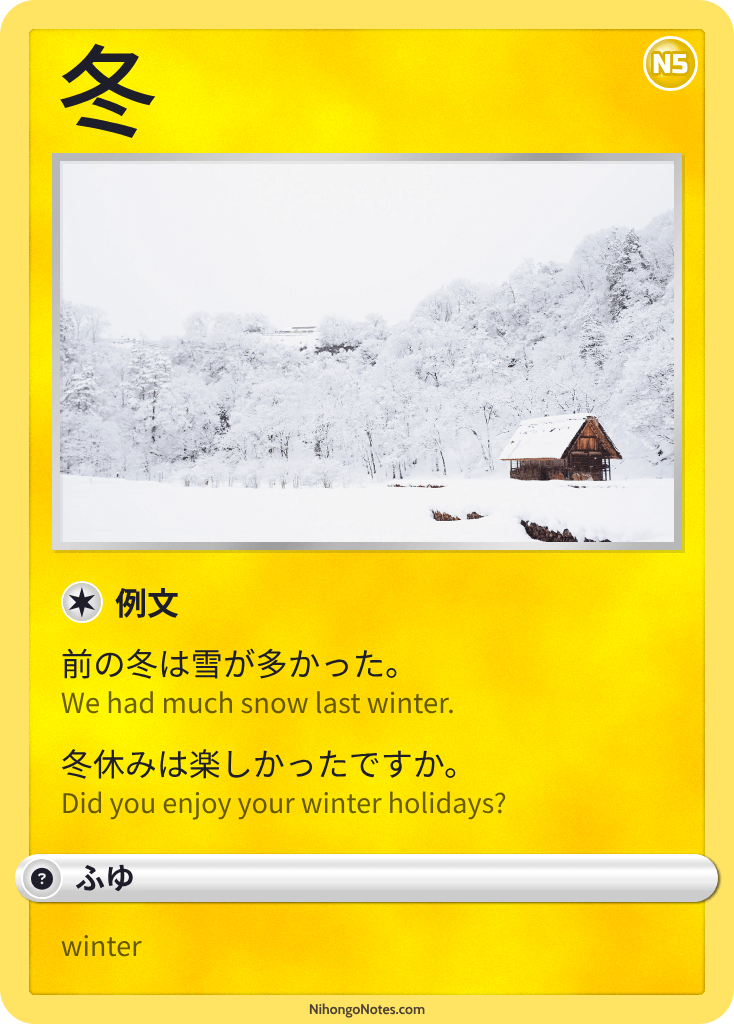 冬
N5
例文
前の冬は雪が多かった。
We had much snow last winter.
冬休みは楽しかったですか。
Did you enjoy your winter holidays?
? ふゆ
winter
NihongoNotes.com